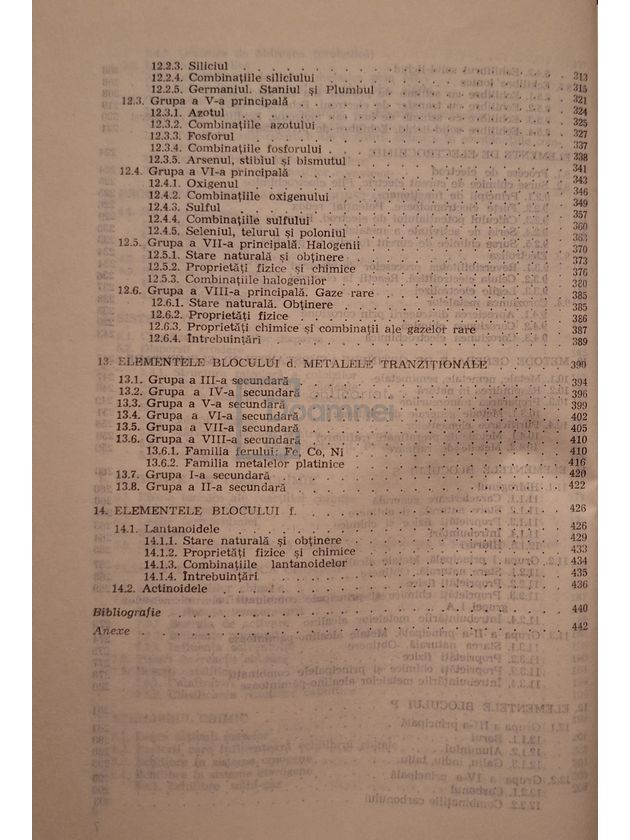 12.2.3. Siliciul . . . 313
12.2.4. Combinațiile siliciului . . . 315
12.2.5. Germaniul. Staniul și Plumbul . . . 321
12.3. Grupa a V-a principală . . . 324
12.3.1. Azotul . . . 325
12.3.2. Combinațiile azotului . . . 327
12.3.3. Fosforul . . . 337
12.3.4. Combinațiile fosforului . . . 338
12.3.5. Arsenul, stibiul și bismutul . . . 341
12.4. Grupa a VI-a principală . . . 343
12.4.1. Oxigenul . . . 346
12.4.2. Combinațiile oxigenului . . . 349
12.4.3. Sulful . . . 357
12.4.4. Combinațiile sulfului . . . 360
12.4.5. Seleniul, telurul și poloniul . . . 363
12.5. Grupa a VII-a principală. Halogenii . . . 370
12.5.1. Stare naturală și obținere . . . 373
12.5.2. Proprietăți fizice și chimice . . . 376
12.5.3. Combinațiile halogenilor . . . 380
12.6. Grupa a VIII-a principală. Gaze rare . . . 385
12.6.1. Stare naturală. Obținere . . . 385
12.6.2. Proprietăți fizice . . . 386
12.6.3. Proprietăți chimice și combinații ale gazelor rare . . . 387
12.6.4. Întrebuințări . . . 389
13. ELEMENTELE BLOCULUI d. METALELE TRANZIȚIONALE . . . 390
13.1. Grupa a III-a secundară . . . 394
13.2. Grupa a IV-a secundară . . . 396
13.3. Grupa a V-a secundară . . . 399
13.4. Grupa a VI-a secundară . . . 402
13.5. Grupa a VII-a secundară . . . 405
13.6. Grupa a VIII-a secundară . . . 410
13.6.1. Familia ferului: Fe, Co, Ni . . . 410
13.6.2. Familia metalelor platinice . . . 416
13.7. Grupa I-a secundară . . . 420
13.8. Grupa a II-a secundară . . . 422
14. ELEMENTELE BLOCULUI f. . . . 426
14.1. Lantanoidele . . . 426
14.1.1. Stare naturală și obținere . . . 429
14.1.2. Proprietăți fizice și chimice . . . 433
14.1.3. Combinațiile lantanoidelor . . . 434
14.1.4. Întrebuințări . . . 435
14.2. Actinoidele . . . 436
Bibliografie . . . 440
Anexe . . . 442